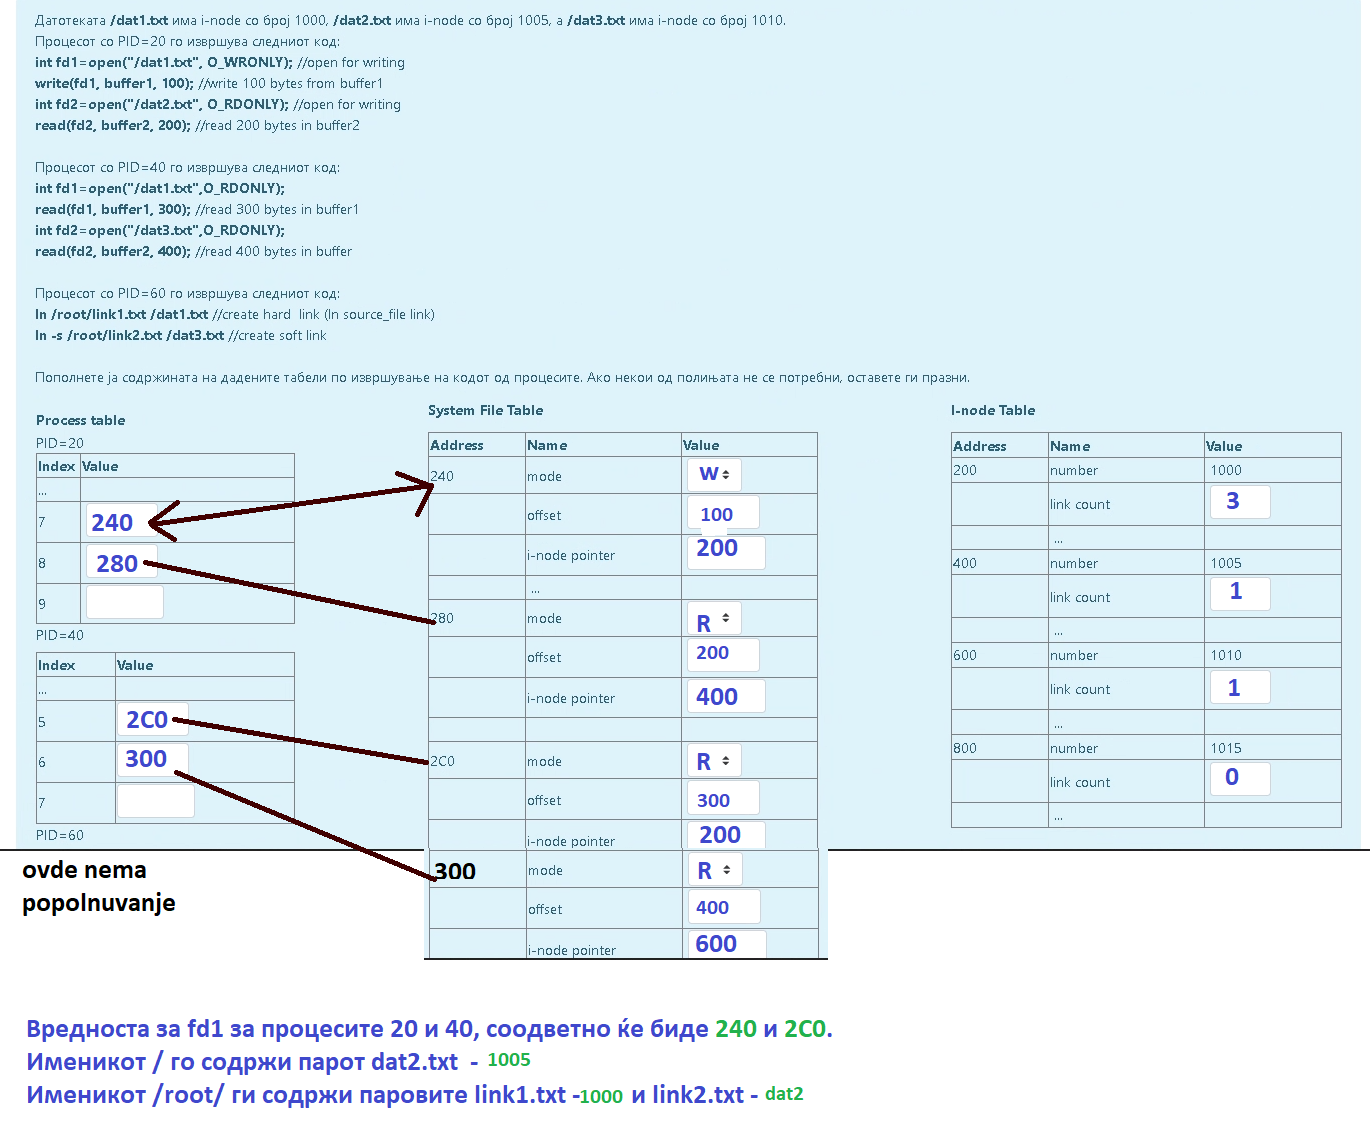 Датотеката /dat1.txt има i-node со број 1000, /dat2.txt има i-node со број 1005, а /dat3.txt има i-node со број 1010.
Процесот со PID=20 го извршува следниот код:
int fd1=open("/dat1.txt", O_WRONLY); //open for writing
write(fd1, buffer1, 100); //write 100 bytes from buffer1
int fd2=open("/dat2.txt", O_RDONLY); //open for writing
read(fd2, buffer2, 200); //read 200 bytes in buffer2
Процесот со PID=40 го извршува следниот код:
int fd1=open("/dat1.txt",O_RDONLY);
read(fd1, buffer1, 300); //read 300 bytes in buffer1
int fd2=open("/dat3.txt",O_RDONLY);
read(fd2, buffer2, 400); //read 400 bytes in buffer
Процесот со PID=60 го извршува следниот код:
ln /root/link1.txt /dat1.txt //create hard link (ln source_file link)
ln -s /root/link2.txt /dat3.txt //create soft link
Пополнете ја содржината на дадените табели по извршување на кодот од процесите. Ако некои од полињата не се потребни, оставете ги празни.
Process table
PID=20
Index Value
...
7 240
8 280
9
PID=40
Index Value
...
5 2C0
6 300
7
PID=60
ovde nema
popolnuvanje
System File Table
Address Name Value
240 mode W
offset 100
i-node pointer 200
...
280 mode R
offset 200
i-node pointer 400
2C0 mode R
offset 300
i-node pointer 200
300 mode R
offset 400
i-node pointer 600
I-node Table
Address Name Value
200 number 1000
link count 3
...
400 number 1005
link count 1
...
600 number 1010
link count 1
...
800 number 1015
link count 0
...
Вредноста за fd1 за процесите 20 и 40, соодветно ќе биде 240 и 2C0.
Именикот / го содржи парот dat2.txt - 1005
Именикот /root/ ги содржи паровите link1.txt -1000 и link2.txt - dat2